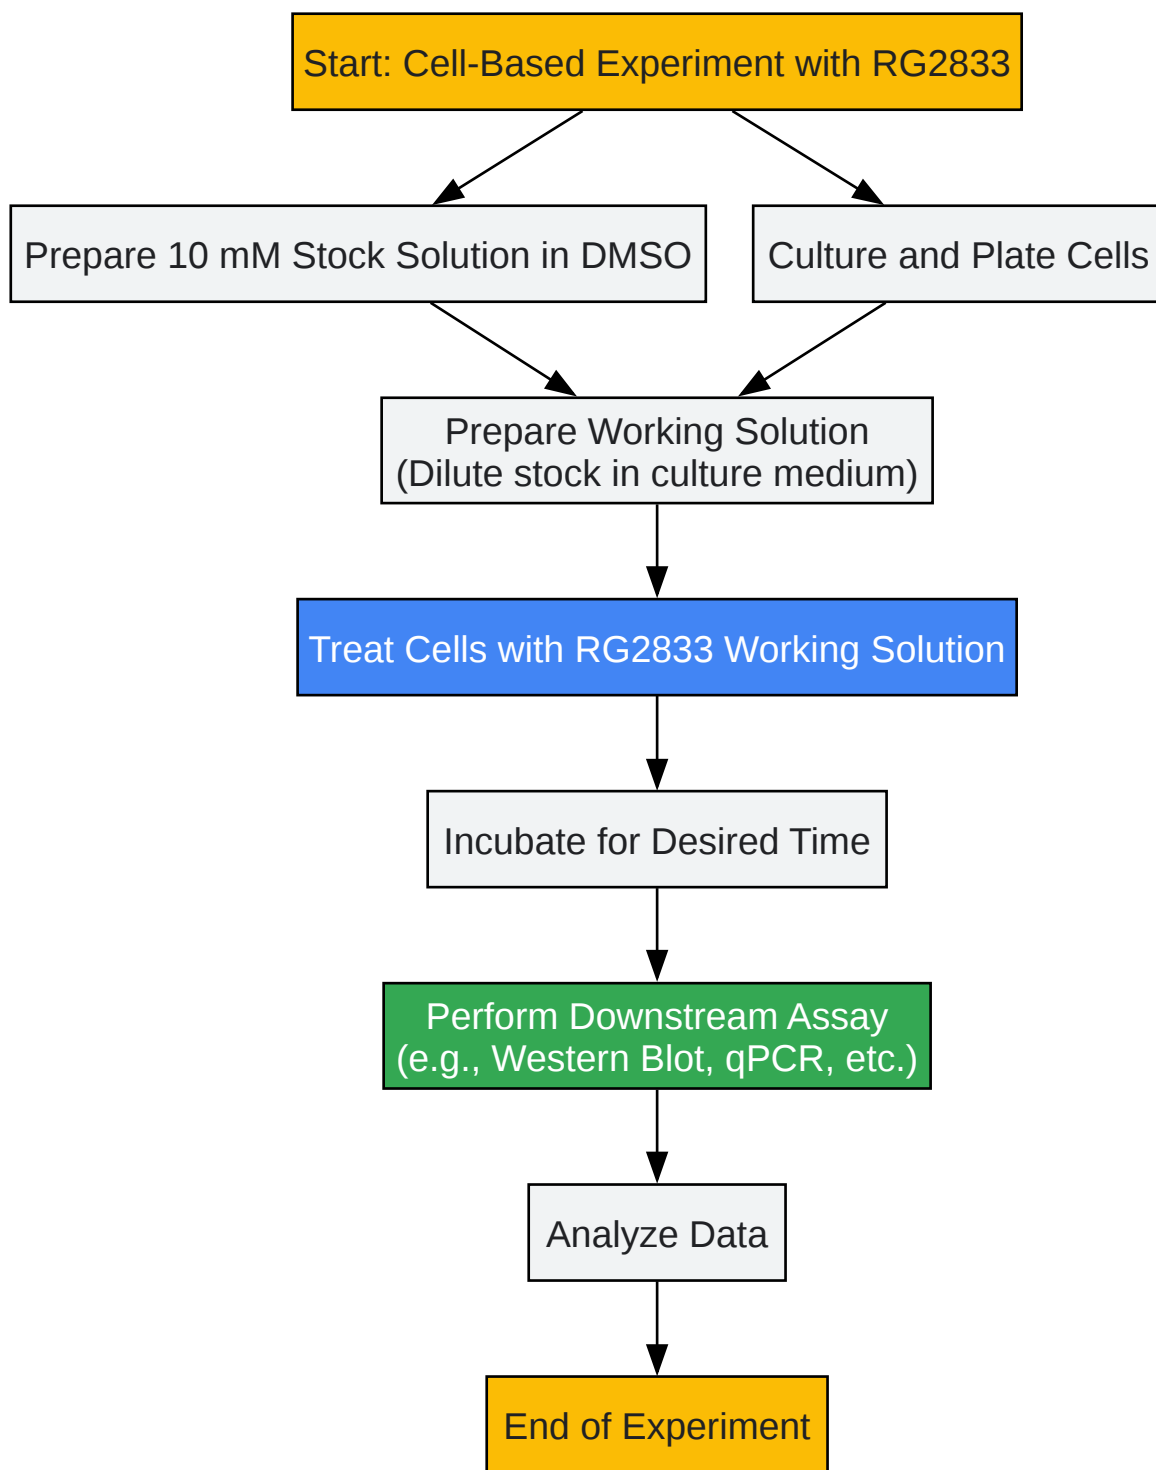 Start: Cell-Based Experiment with RG2833
Prepare 10 mM Stock Solution in DMSO
Culture and Plate Cells
Prepare Working Solution
(Dilute stock in culture medium)
Treat Cells with RG2833 Working Solution
Incubate for Desired Time
Perform Downstream Assay
(e.g., Western Blot, qPCR, etc.)
Analyze Data
End of Experiment